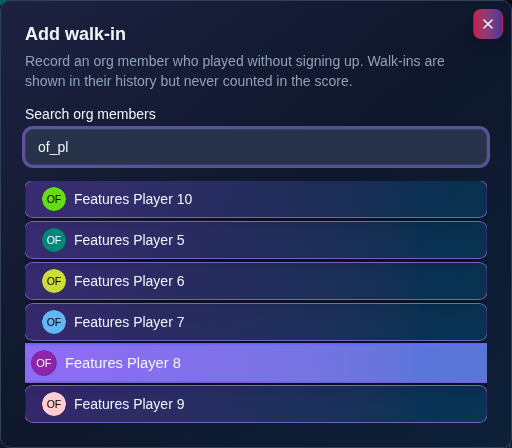 Add walk-in
Record an org member who played without signing up. Walk-ins are
shown in their history but never counted in the score.
Search org members
of_pl
OF Features Player 10
OF Features Player 5
OF Features Player 6
OF Features Player 7
OF Features Player 8
OF Features Player 9